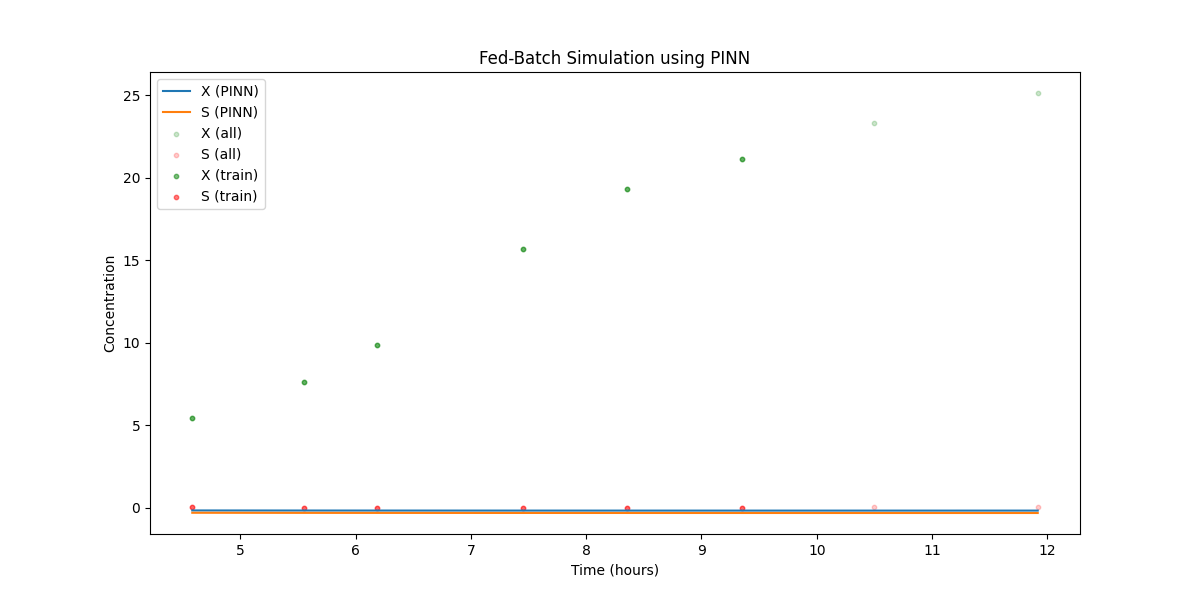 Fed-Batch Simulation using PINN
X (PINN)
S (PINN)
X (all)
S (all)
X (train)
S (train)
Concentration
25
20
15
10
5
0
5
6
7
8
9
10
11
12
Time (hours)